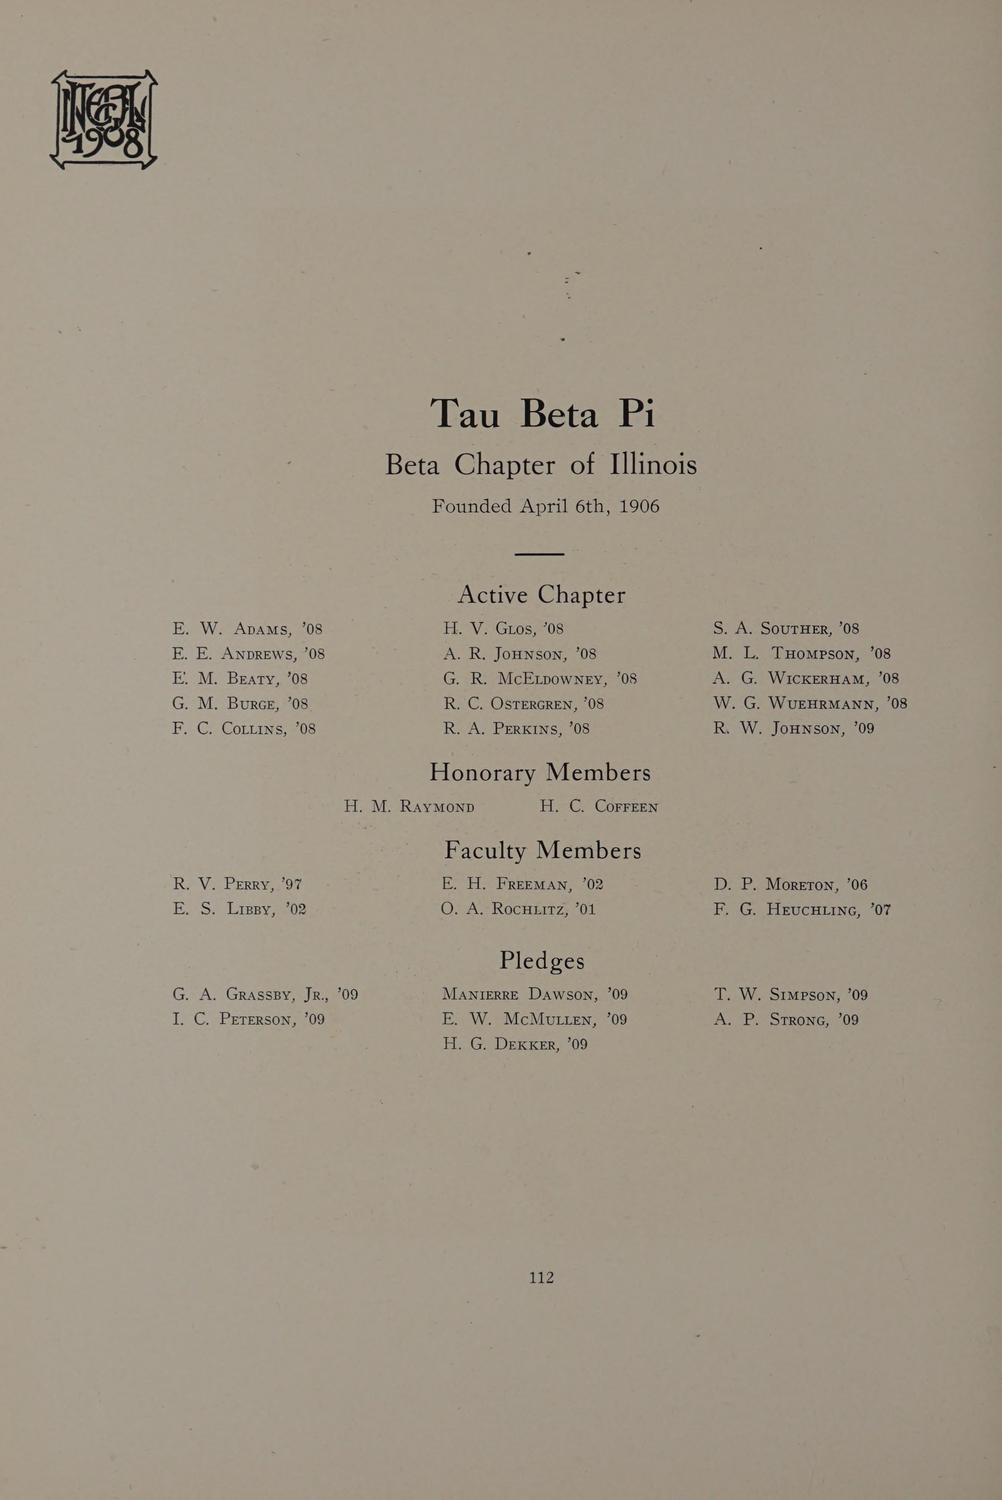 INTEGRAL
1908
Tau Beta Pi
Beta Chapter of Illinois
Founded April 6th, 1906
Active Chapter
E. W. Adams, '08 H. V. Glos, '08 S. A. Souther, '08
E. E. Andrews, '08 A. R. Johnson, '08 M. L. Thompson, '08
E. M. Beaty, '08 G. R. McEldowney, '08 A. G. Wickerham, '08
G. M. Burge, '08 R. C. Ostergren, '08 W. G. Wuehrmann, '08
F. C. Collins, '08 R. A. Perkins, '08 R. W. Johnson, '09
Honorary Members
H. M. Raymond H. C. Coffeen
Faculty Members
R. V. Perry, '97 E. H. Freeman, '02 D. P. Moreton, '06
E. S. Libby, '02 O. A. Rochlitz, '01 F. G. Heuchling, '07
Pledges
G. A. Grassby, Jr., '09 Manierre Dawson, '09 T. W. Simpson, '09
I. C. Peterson, '09 E. W. McMullen, '09 A. P. Strong, '09
H. G. Dekker, '09
112